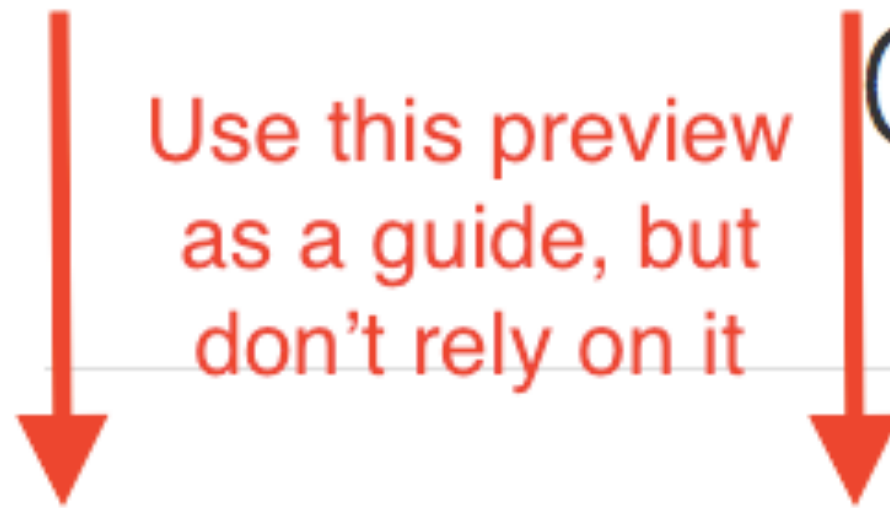 Use this preview
as a guide, but
don’t rely on it